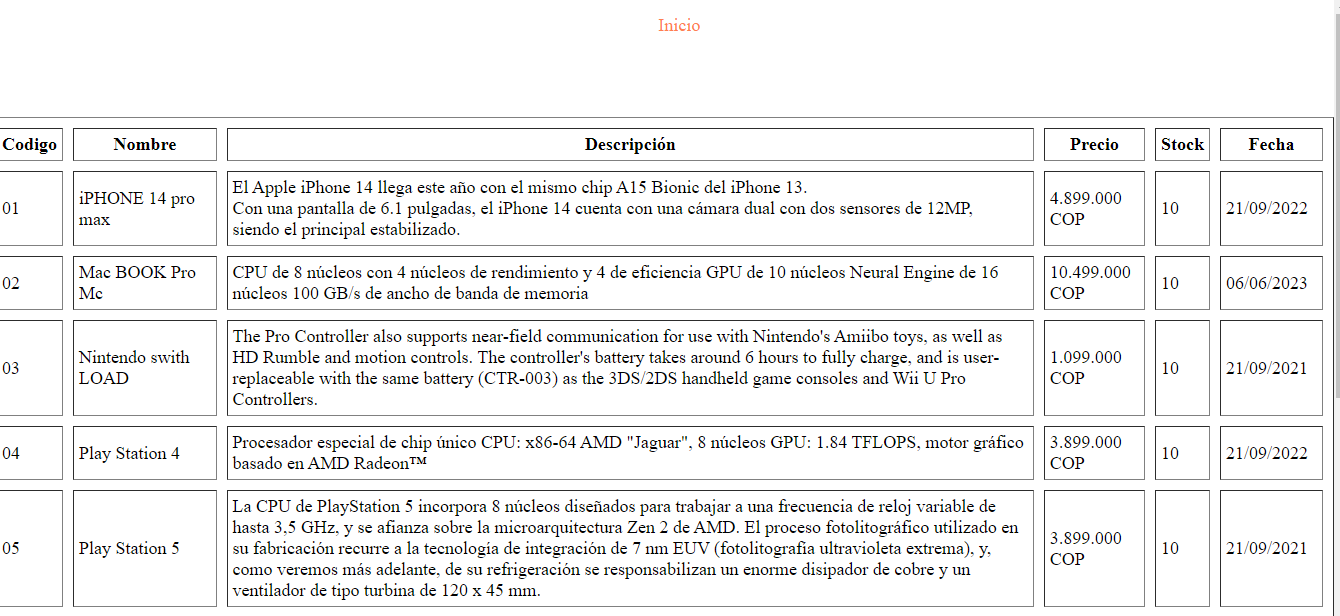 Inicio
Codigo Nombre Descripción Precio Stock Fecha
01
iPHONE 14 pro
max
El Apple iPhone 14 llega este año con el mismo chip A15 Bionic del iPhone 13.
Con una pantalla de 6.1 pulgadas, el iPhone 14 cuenta con una cámara dual con dos sensores de 12MP,
siendo el principal estabilizado.
4.899.000
COP
10
21/09/2022
02
Mac BOOK Pro
Mc
CPU de 8 núcleos con 4 núcleos de rendimiento y 4 de eficiencia GPU de 10 núcleos Neural Engine de 16
núcleos 100 GB/s de ancho de banda de memoria
10.499.000
COP
10
06/06/2023
03
Nintendo swith
LOAD
The Pro Controller also supports near-field communication for use with Nintendo's Amiibo toys, as well as
HD Rumble and motion controls. The controller's battery takes around 6 hours to fully charge, and is user-
replaceable with the same battery (CTR-003) as the 3DS/2DS handheld game consoles and Wii U Pro
Controllers.
1.099.000
COP
10
21/09/2021
04
Play Station 4
Procesador especial de chip único CPU: x86-64 AMD "Jaguar", 8 núcleos GPU: 1.84 TFLOPS, motor gráfico
basado en AMD Radeon™
3.899.000
COP
10
21/09/2022
05
Play Station 5
La CPU de PlayStation 5 incorpora 8 núcleos diseñados para trabajar a una frecuencia de reloj variable de
hasta 3,5 GHz, y se afianza sobre la microarquitectura Zen 2 de AMD. El proceso fotolitográfico utilizado en
su fabricación recurre a la tecnología de integración de 7 nm EUV (fotolitografía ultravioleta extrema), y,
como veremos más adelante, de su refrigeración se responsabilizan un enorme disipador de cobre y un
ventilador de tipo turbina de 120 x 45 mm.
3.899.000
COP
10
21/09/2021